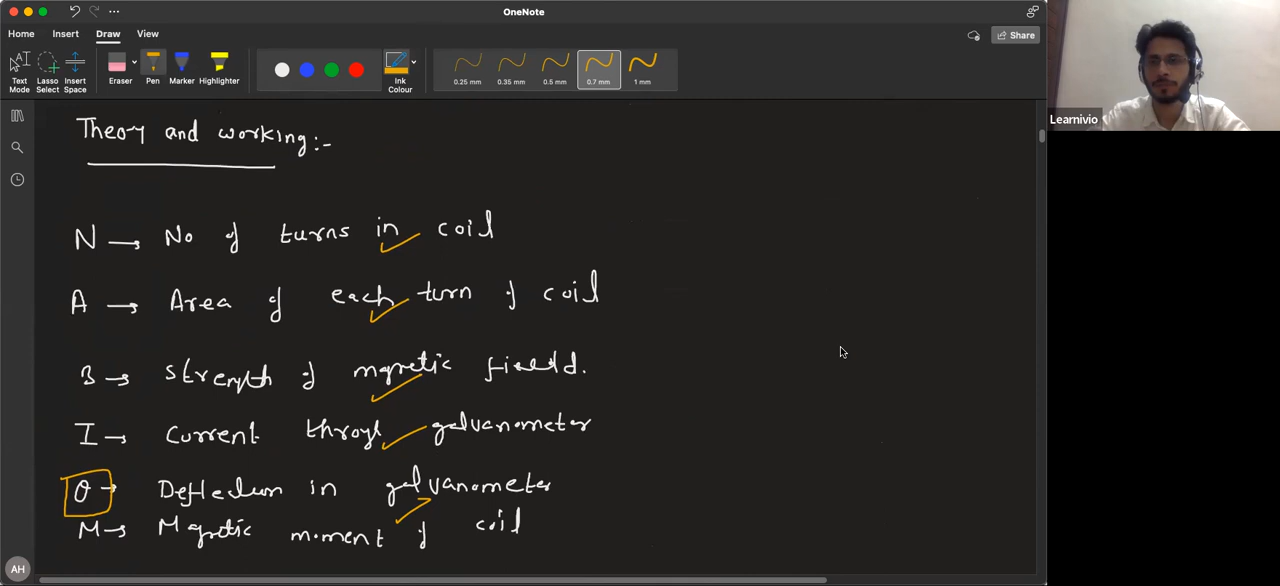 OneNote
Home Insert Draw View
Share
Text Mode
Lasso Select
Insert Space
Eraser
Pen
Marker
Highlighter
0.25 mm
0.35 mm
0.5 mm
0.7 mm
1 mm
Ink Colour
Learnivio
Theory and working:-
N → No of turns in coil
A → Area of each turn of coil
B → Strength of magnetic field.
I → Current through galvanometer
θ → Deflection in galvanometer
M → Magnetic moment of coil
AH